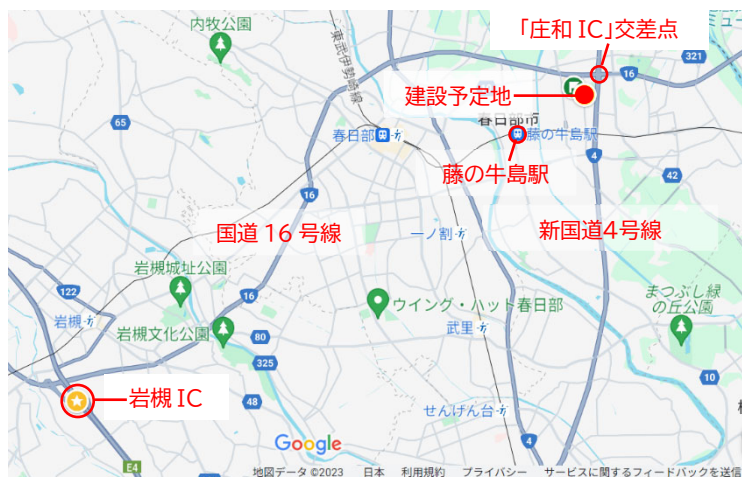 内牧公園
東武伊勢崎線
「庄和 IC」交差点
321
16
建設予定地
春日部市
65
春日部
藤の牛島駅
藤の牛島駅
4
42
16
国道 16 号線
一ノ割
新国道4号線
岩槻城址公園
122
16
ウイング・ハット春日部
まつぶし緑
の丘公園
岩槻
岩槻文化公園
80
武里
325
10
岩槻 IC
48
せんげん台
Google
4
E4
地図データ ©2023 日本 利用規約 プライバシー サービスに関するフィードバックを送信